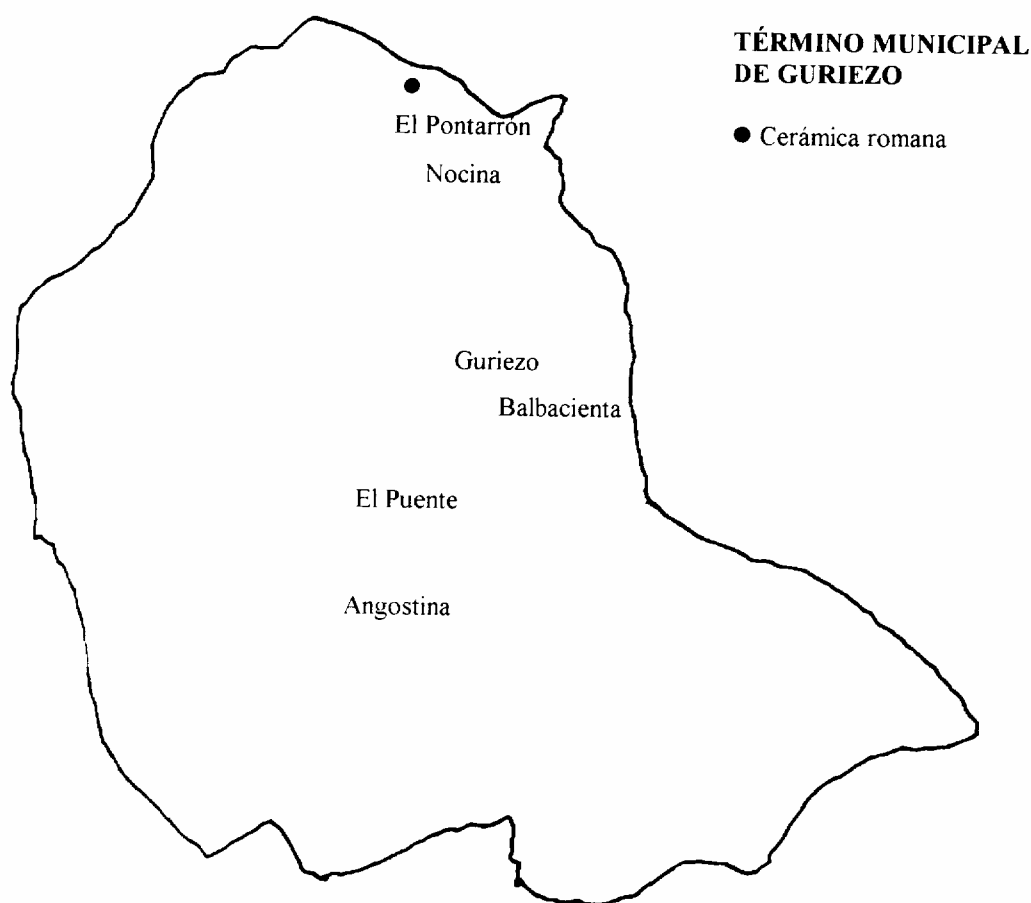 TÉRMINO MUNICIPAL
DE GURIEZO
● Cerámica romana
El Pontarrón
Nocina
Guriezo
Balbacienta
El Puente
Angostina